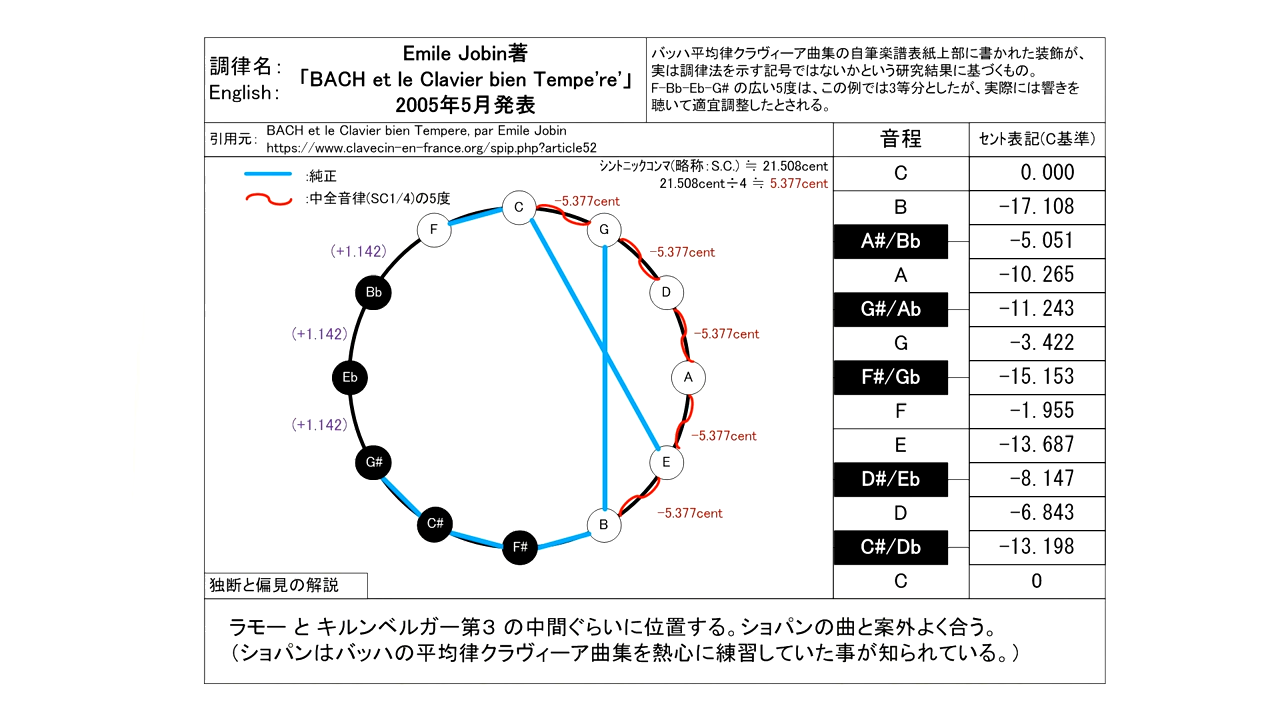 調律名：
English：
Emile Jobin著
「BACH et le Clavier bien Tempe're'」
2005年5月発表
バッハ平均律クラヴィーア曲集の自筆楽譜表紙上部に書かれた装飾が、
実は調律法を示す記号ではないかという研究結果に基づくもの。
F-Bb-Eb-G# の広い5度は、この例では3等分としたが、実際には響きを
聴いて適宜調整したとされる。
引用元：
BACH et le Clavier bien Tempere, par Emile Jobin
https://www.clavecin-en-france.org/spip.php?article52
音程
セント表記(C基準)
シントニックコンマ(略称：S.C.) ≒ 21.508cent
21.508cent÷4 ≒ 5.377cent
:純正
:中全音律(SC1/4)の5度
C
-5.377cent
G
-5.377cent
D
-5.377cent
A
-5.377cent
E
-5.377cent
B
F#
C#
G#
(+1.142)
Eb
(+1.142)
Bb
(+1.142)
F
C 0.000
B -17.108
A#/Bb -5.051
A -10.265
G#/Ab -11.243
G -3.422
F#/Gb -15.153
F -1.955
E -13.687
D#/Eb -8.147
D -6.843
C#/Db -13.198
C 0
独断と偏見の解説
ラモー と キルンベルガー第３ の中間ぐらいに位置する。ショパンの曲と案外よく合う。
（ショパンはバッハの平均律クラヴィーア曲集を熱心に練習していた事が知られている。）